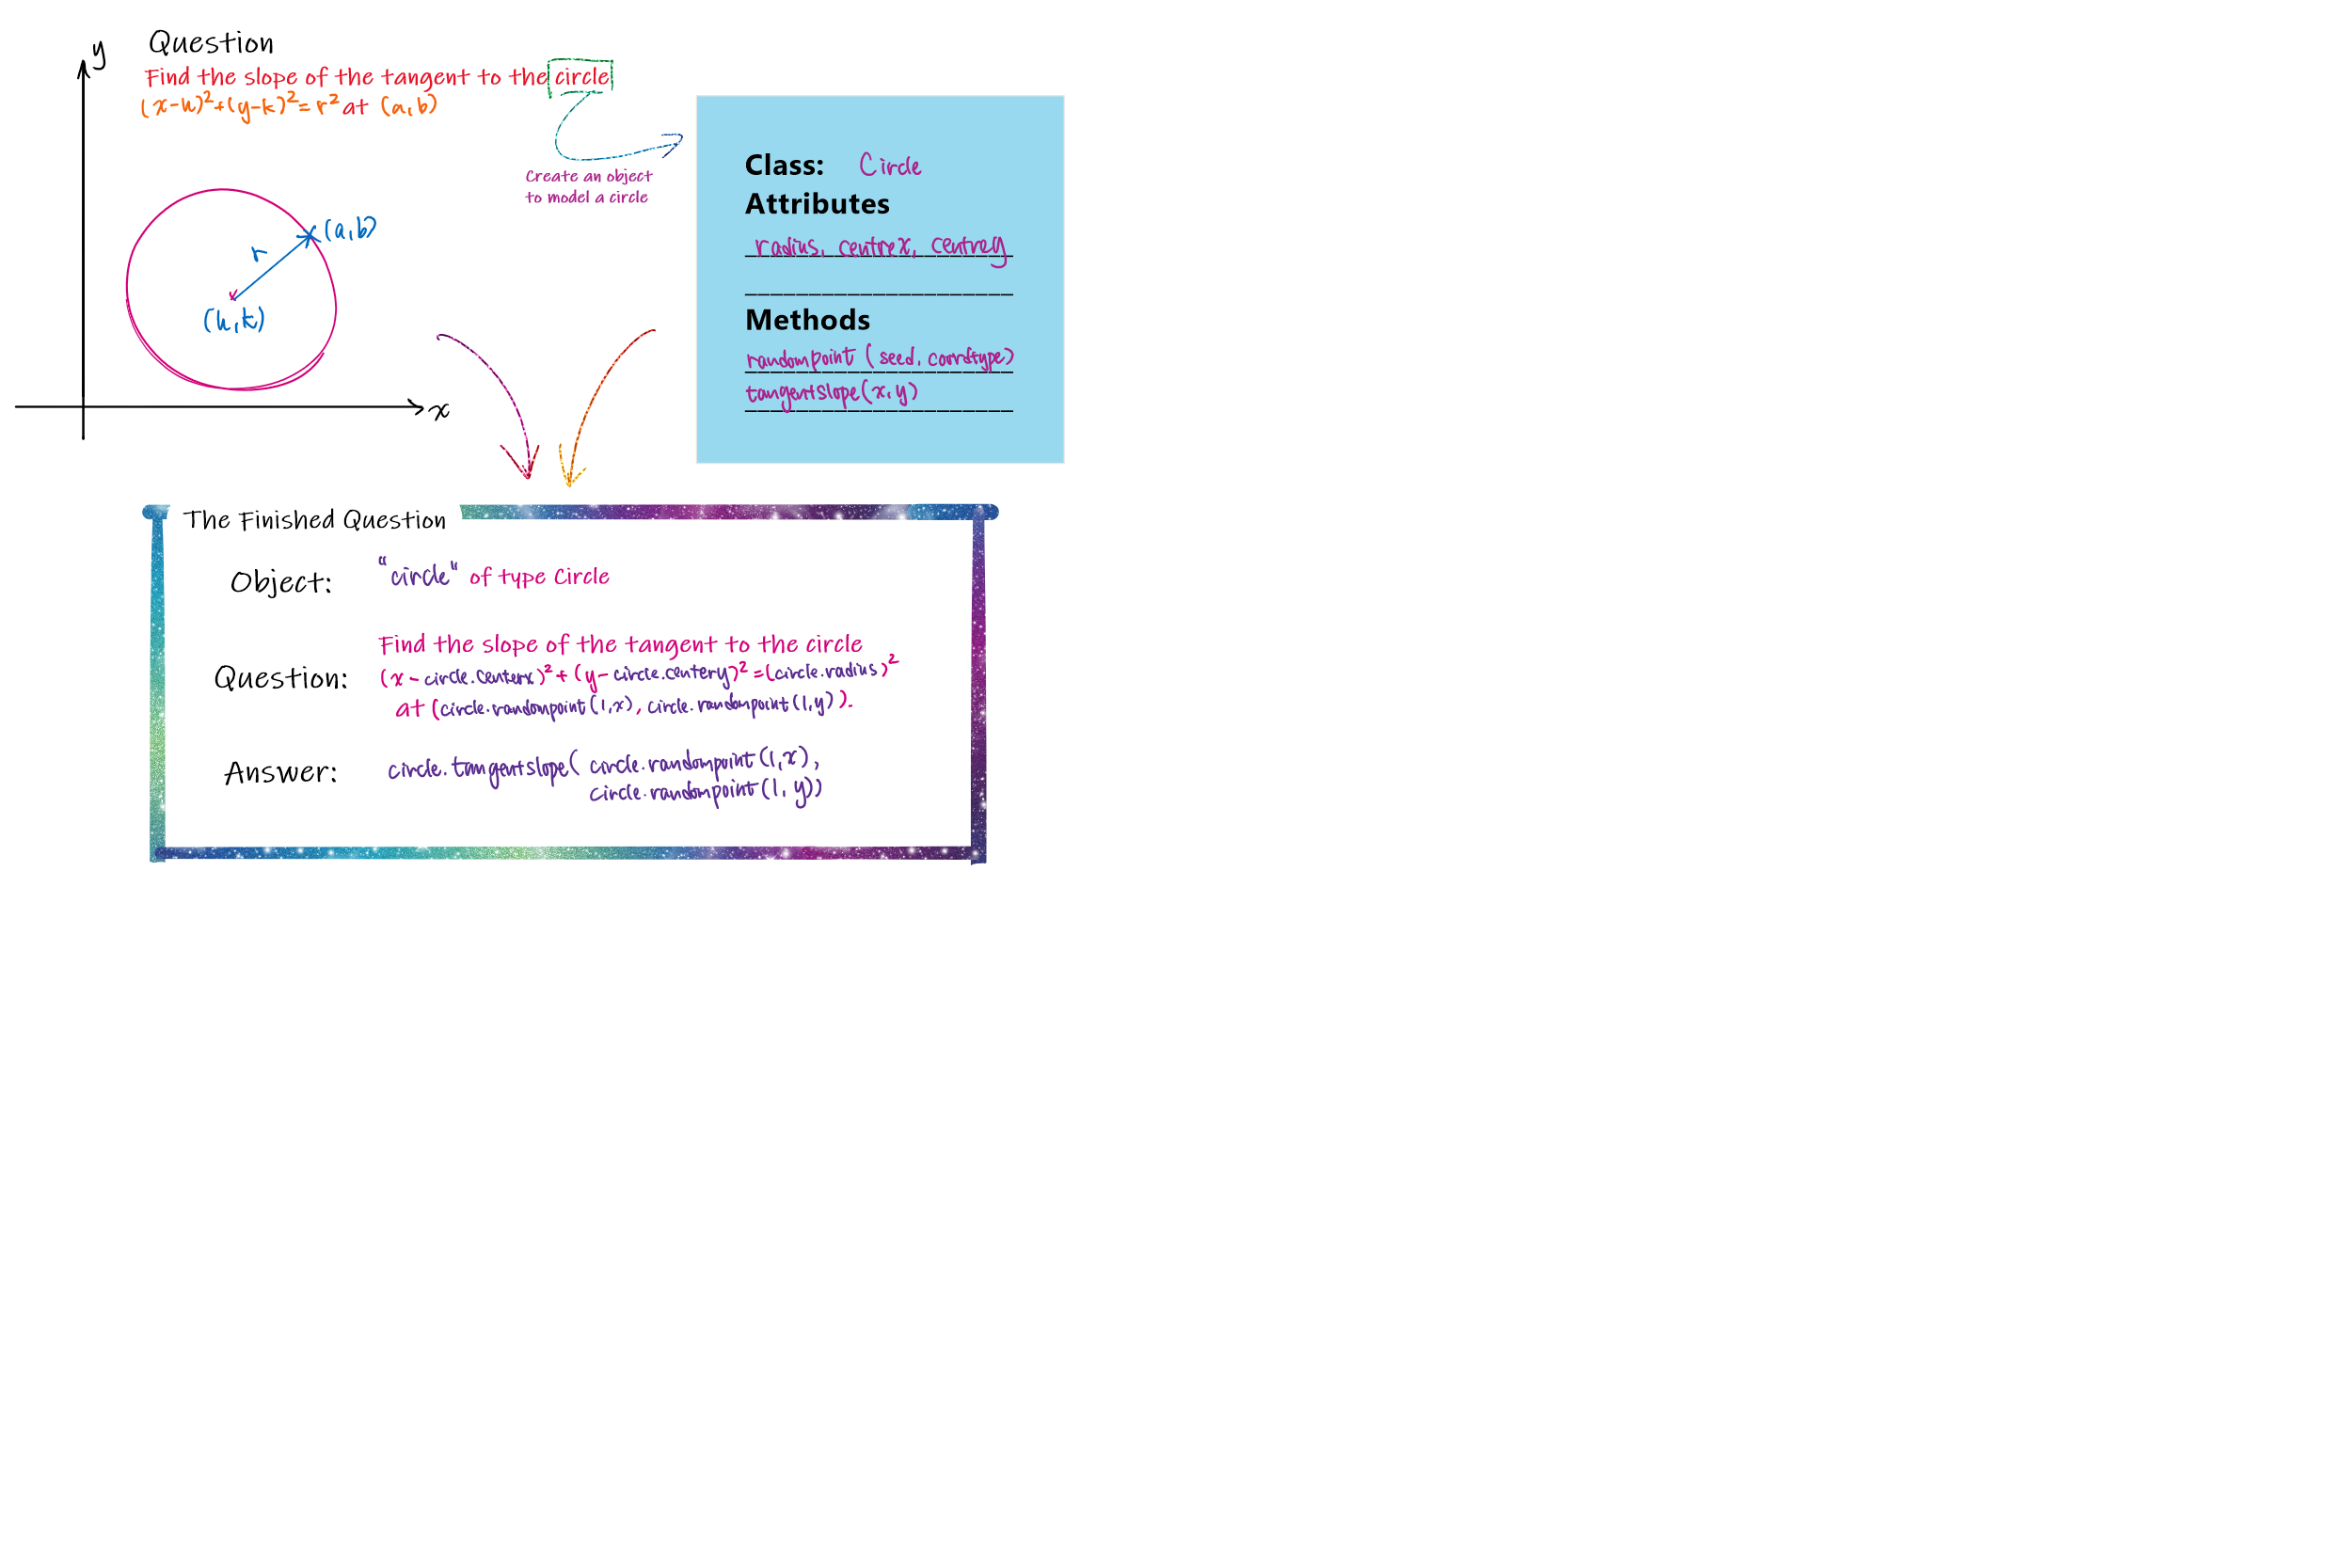 y
Question
Find the slope of the tangent to the circle
(x-h)²+(y-k)²=r² at (a,b)
Create an object
to model a circle
(a,b)
r
(h,k)
x
Class: Circle
Attributes
radius, centrex, centrey
Methods
randompoint (seed, coordtype)
tangentslope(x,y)
The Finished Question
Object: "circle" of type Circle
Question: Find the slope of the tangent to the circle
(x - circle.centerx)² + (y - circle.centery)² = (circle.radius)²
at (circle.randompoint(1,x), circle.randompoint(1,y)).
Answer: circle.tangentslope( circle.randompoint(1,x),
circle.randompoint(1, y))